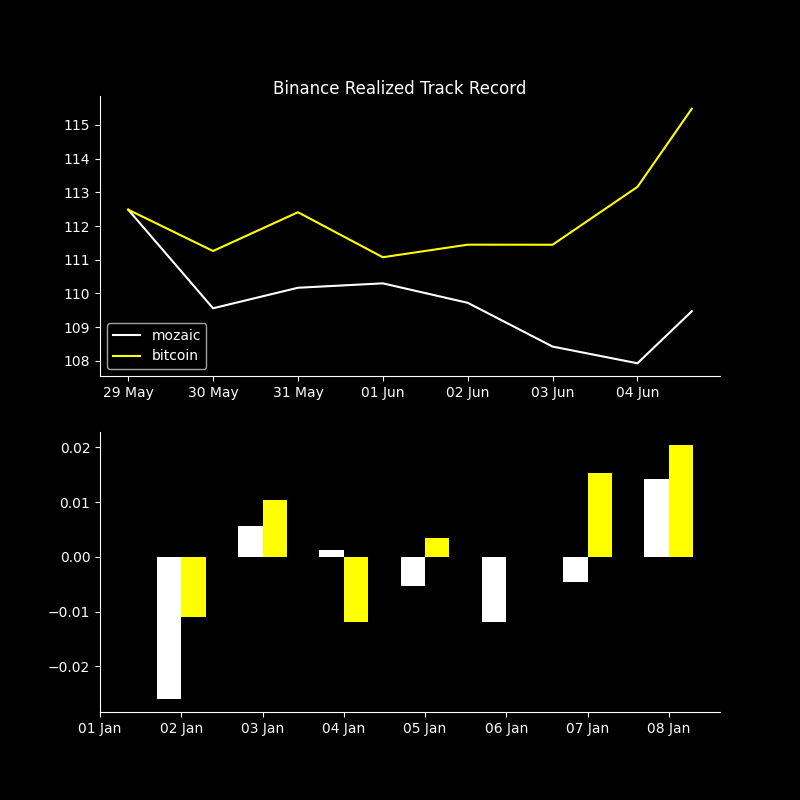 Binance Realized Track Record
115
114
113
112
111
110
109
108
mozaic
bitcoin
29 May 30 May 31 May 01 Jun 02 Jun 03 Jun 04 Jun
0.02
0.01
0.00
−0.01
−0.02
01 Jan 02 Jan 03 Jan 04 Jan 05 Jan 06 Jan 07 Jan 08 Jan